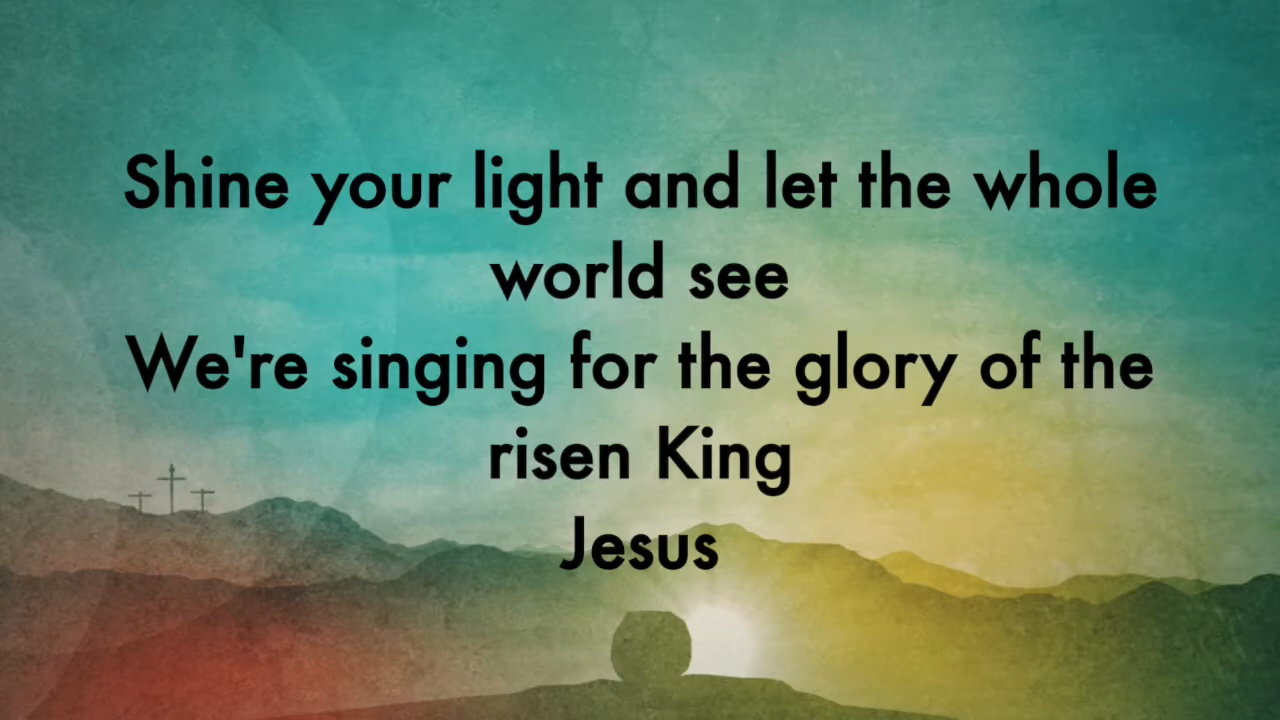 Shine your light and let the whole
world see
We're singing for the glory of the
risen King
Jesus